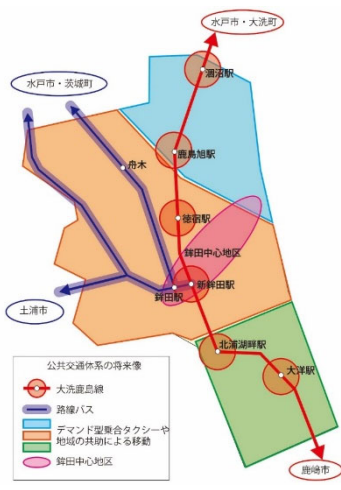 水戸市・大洗町
涸沼駅
水戸市・茨城町
鹿島旭駅
舟木
徳宿駅
鉾田中心地区
新鉾田駅
鉾田駅
土浦市
北浦湖畔駅
大洋駅
公共交通体系の将来像
大洗鹿島線
路線バス
デマンド型乗合タクシーや
地域の共助による移動
鉾田中心地区
鹿嶋市